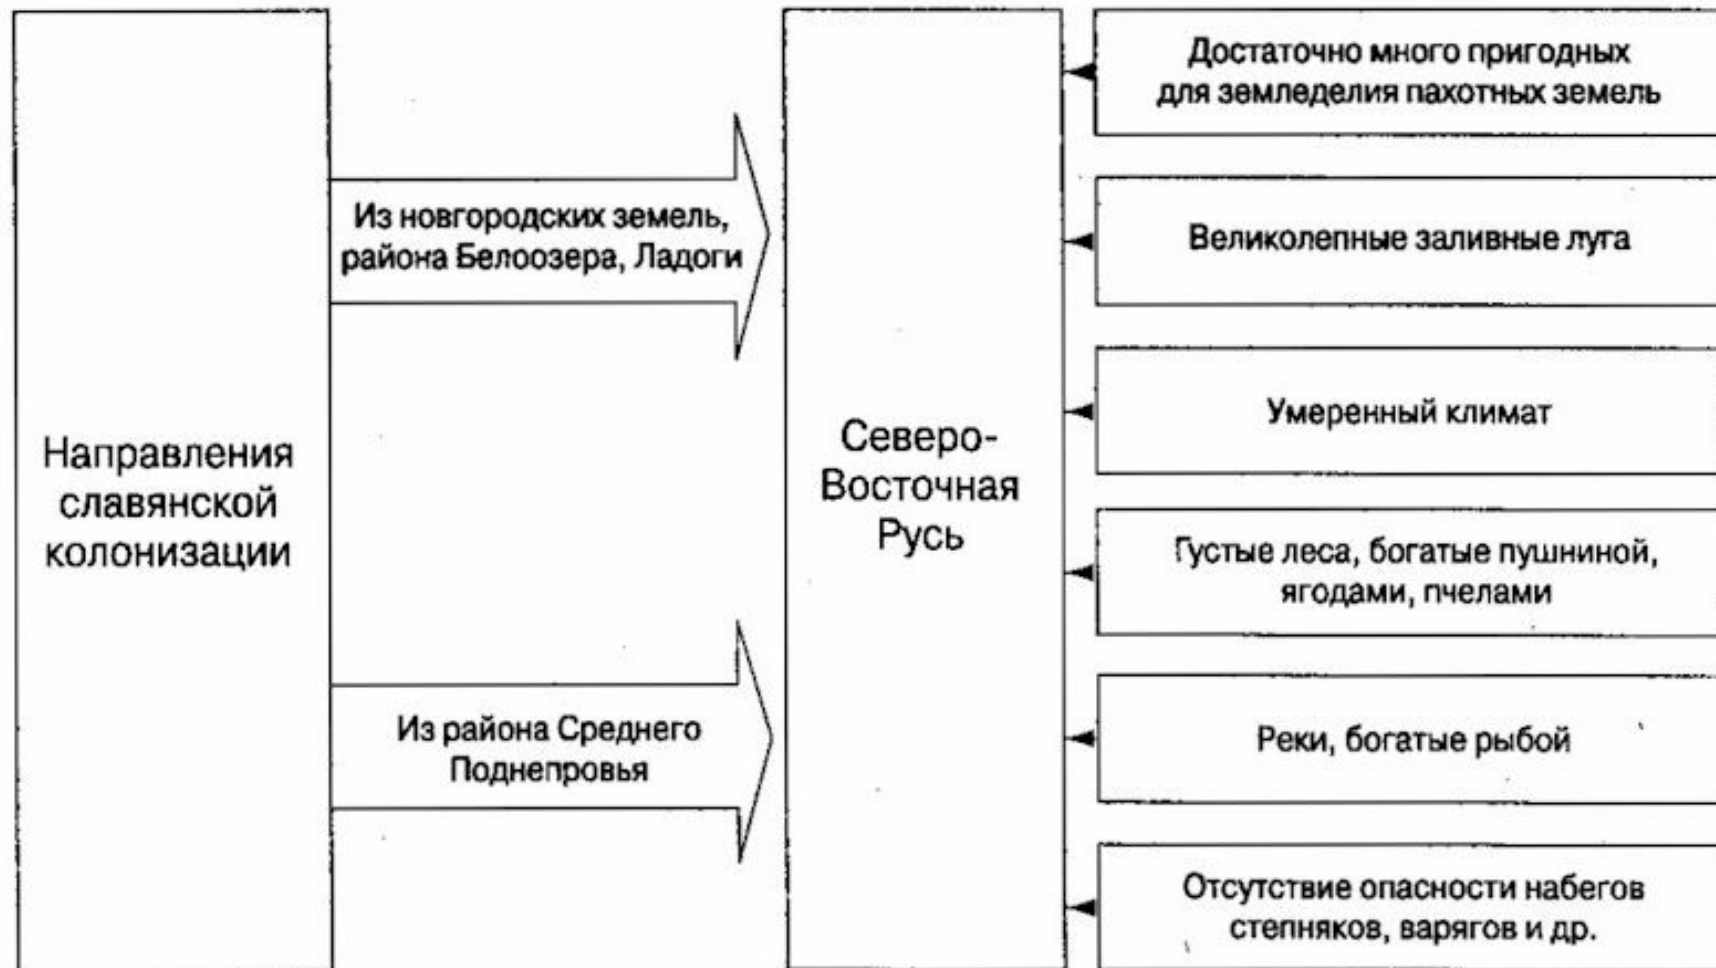 Направления
славянской
колонизации
Из новгородских земель,
района Белоозера, Ладоги
Из района Среднего
Поднепровья
Северо-
Восточная
Русь
Достаточно много пригодных
для земледелия пахотных земель
Великолепные заливные луга
Умеренный климат
Густые леса, богатые пушниной,
ягодами, пчелами
Реки, богатые рыбой
Отсутствие опасности набегов
степняков, варягов и др.